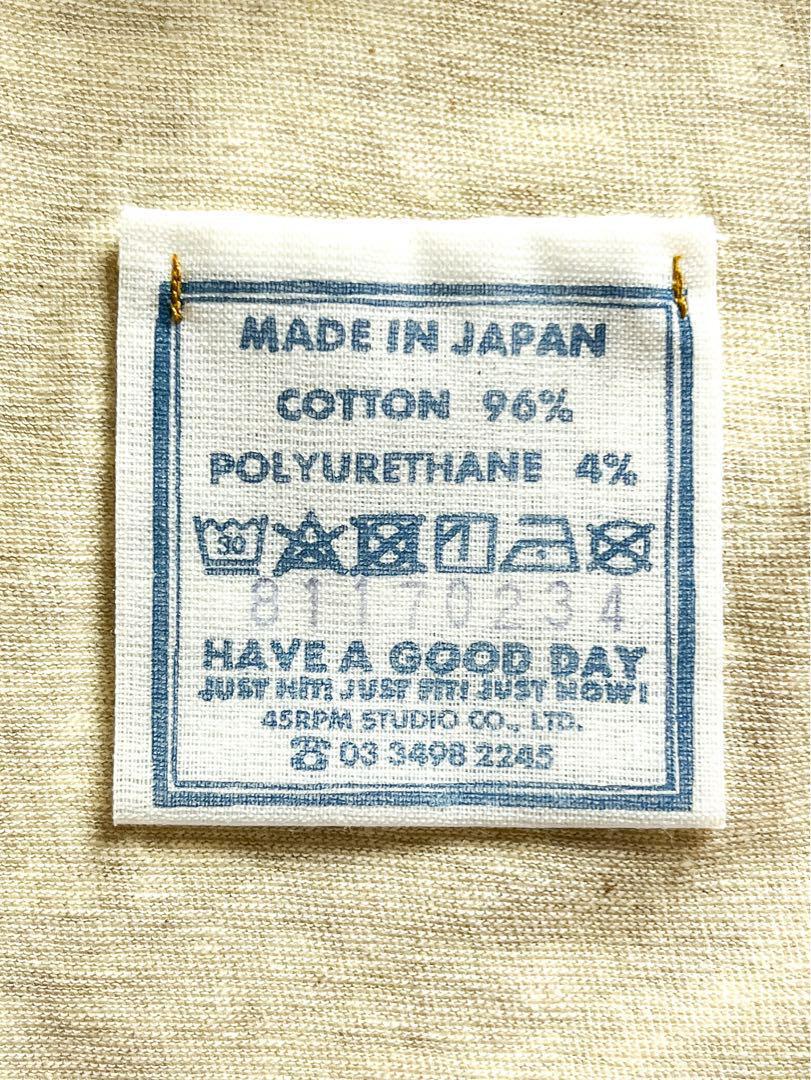 MADE IN JAPAN
COTTON 96%
POLYURETHANE 4%
30
81170234
HAVE A GOOD DAY
JUST HIT! JUST FIT! JUST NOW!
45RPM STUDIO CO., LTD.
☎ 03 3498 2245